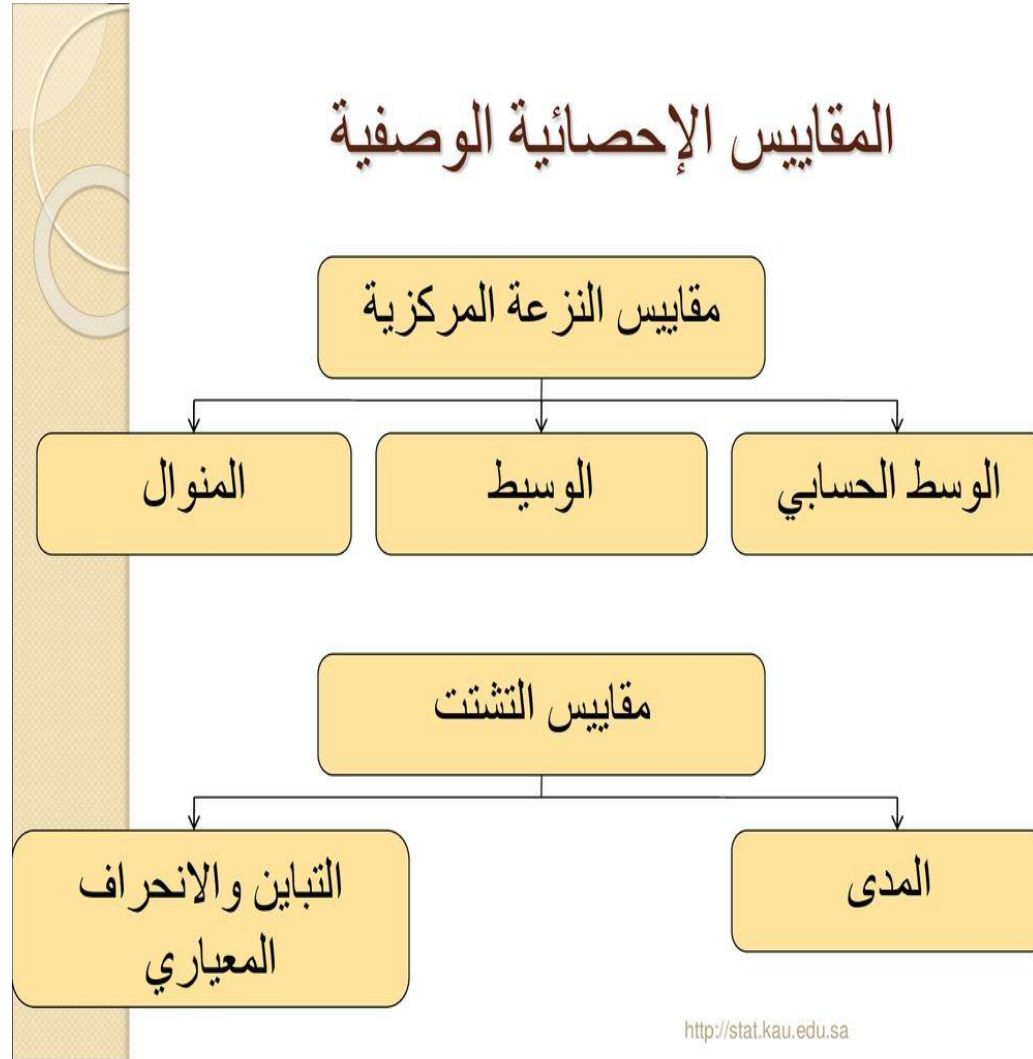 المقاييس الإحصائية الوصفية
مقاييس النزعة المركزية
الوسط الحسابي
الوسيط
المنوال
مقاييس التشتت
المدى
التباين والانحراف
المعياري
http://stat.kau.edu.sa